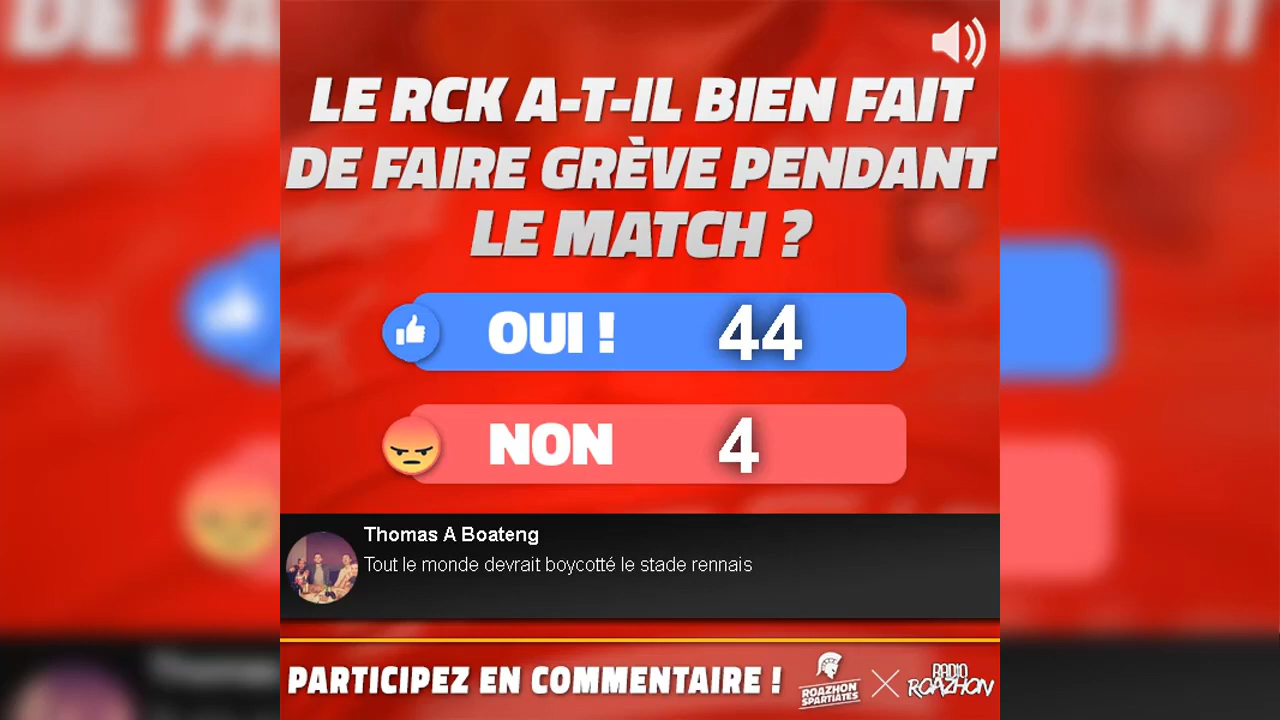 LE RCK A-T-IL BIEN FAIT
DE FAIRE GRÈVE PENDANT
LE MATCH ?
OUI ! 44
NON 4
Thomas A Boateng
Tout le monde devrait boycotté le stade rennais
PARTICIPEZ EN COMMENTAIRE !
ROAZHON
SPARTIATES
RADIO
ROAZHON